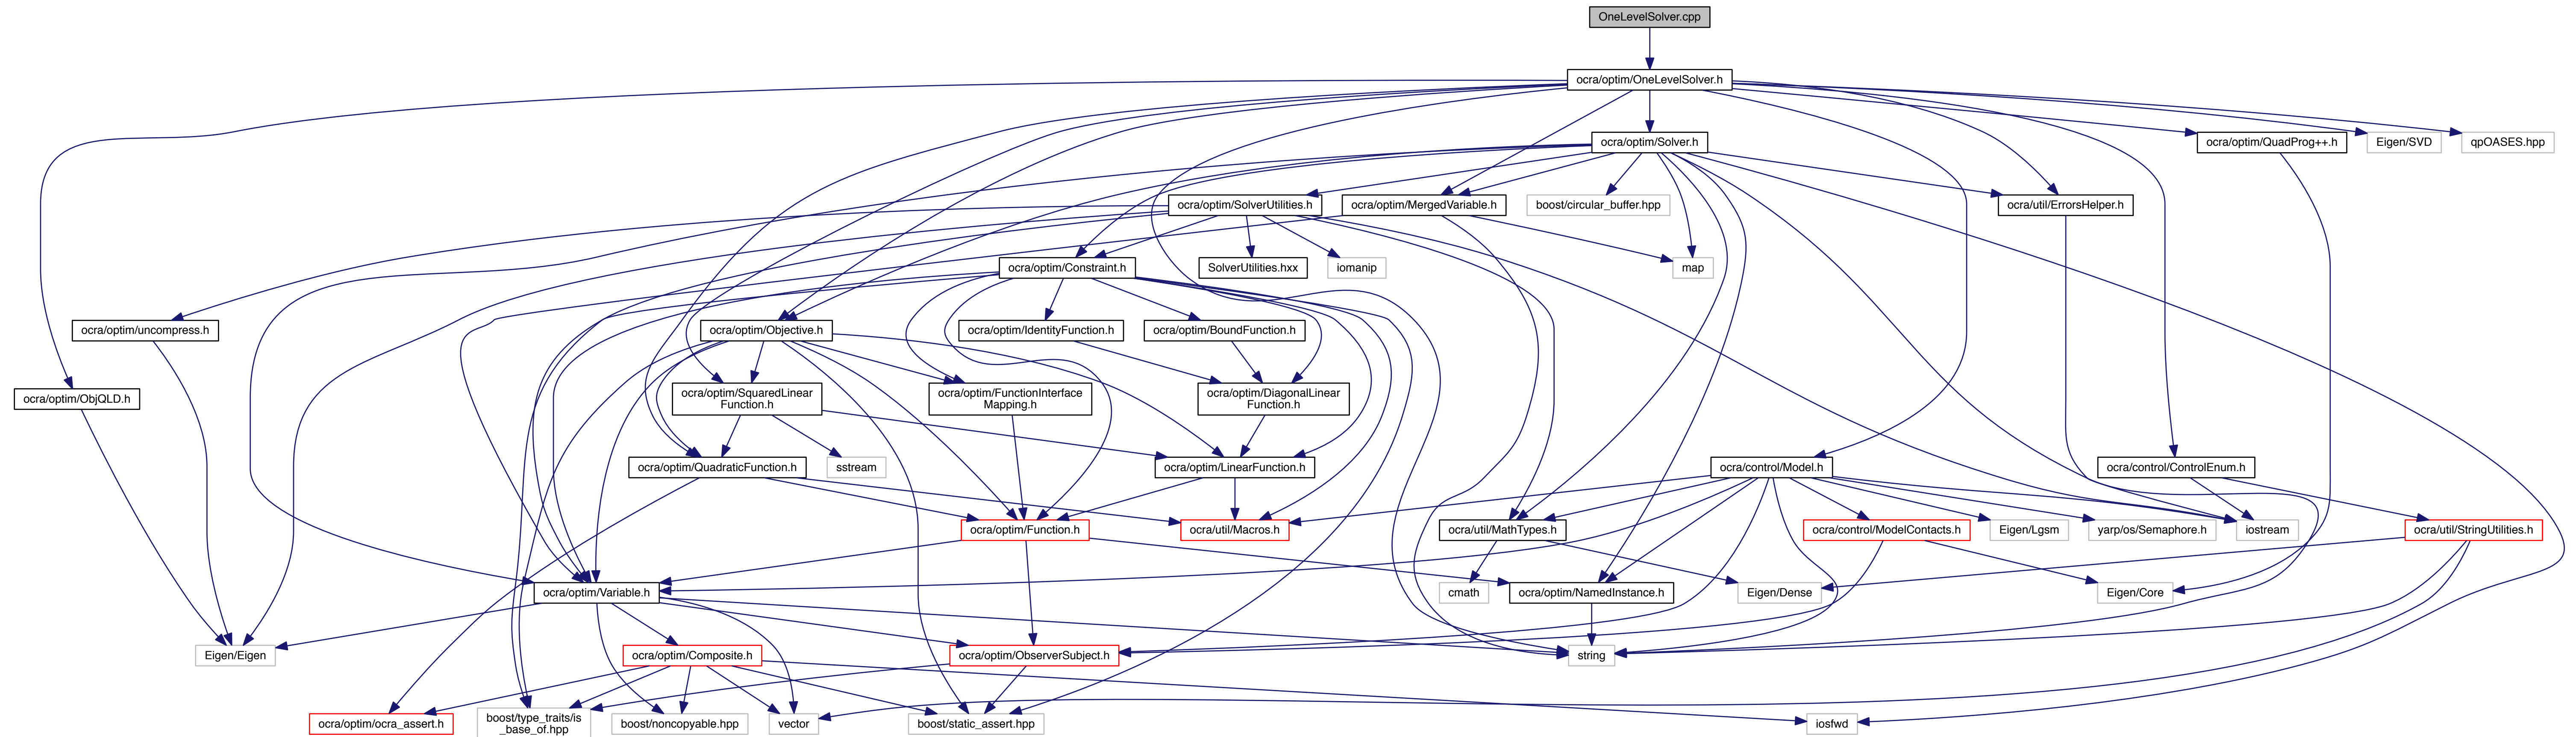 OneLevelSolver.cpp
ocra/optim/OneLevelSolver.h
ocra/optim/Solver.h
ocra/optim/QuadProg++.h
Eigen/SVD
qpOASES.hpp
ocra/optim/SolverUtilities.h
ocra/optim/MergedVariable.h
boost/circular_buffer.hpp
ocra/util/ErrorsHelper.h
ocra/optim/Constraint.h
SolverUtilities.hxx
iomanip
map
ocra/optim/uncompress.h
ocra/optim/Objective.h
ocra/optim/IdentityFunction.h
ocra/optim/BoundFunction.h
ocra/optim/ObjQLD.h
ocra/optim/SquaredLinear
Function.h
ocra/optim/FunctionInterface
Mapping.h
ocra/optim/DiagonalLinear
Function.h
ocra/optim/QuadraticFunction.h
sstream
ocra/optim/LinearFunction.h
ocra/control/Model.h
ocra/control/ControlEnum.h
ocra/optim/Function.h
ocra/util/Macros.h
ocra/util/MathTypes.h
ocra/control/ModelContacts.h
Eigen/Lgsm
yarp/os/Semaphore.h
iostream
ocra/util/StringUtilities.h
ocra/optim/Variable.h
cmath
ocra/optim/NamedInstance.h
Eigen/Dense
Eigen/Core
Eigen/Eigen
ocra/optim/Composite.h
ocra/optim/ObserverSubject.h
string
ocra/optim/ocra_assert.h
boost/type_traits/is
_base_of.hpp
boost/noncopyable.hpp
vector
boost/static_assert.hpp
iosfwd